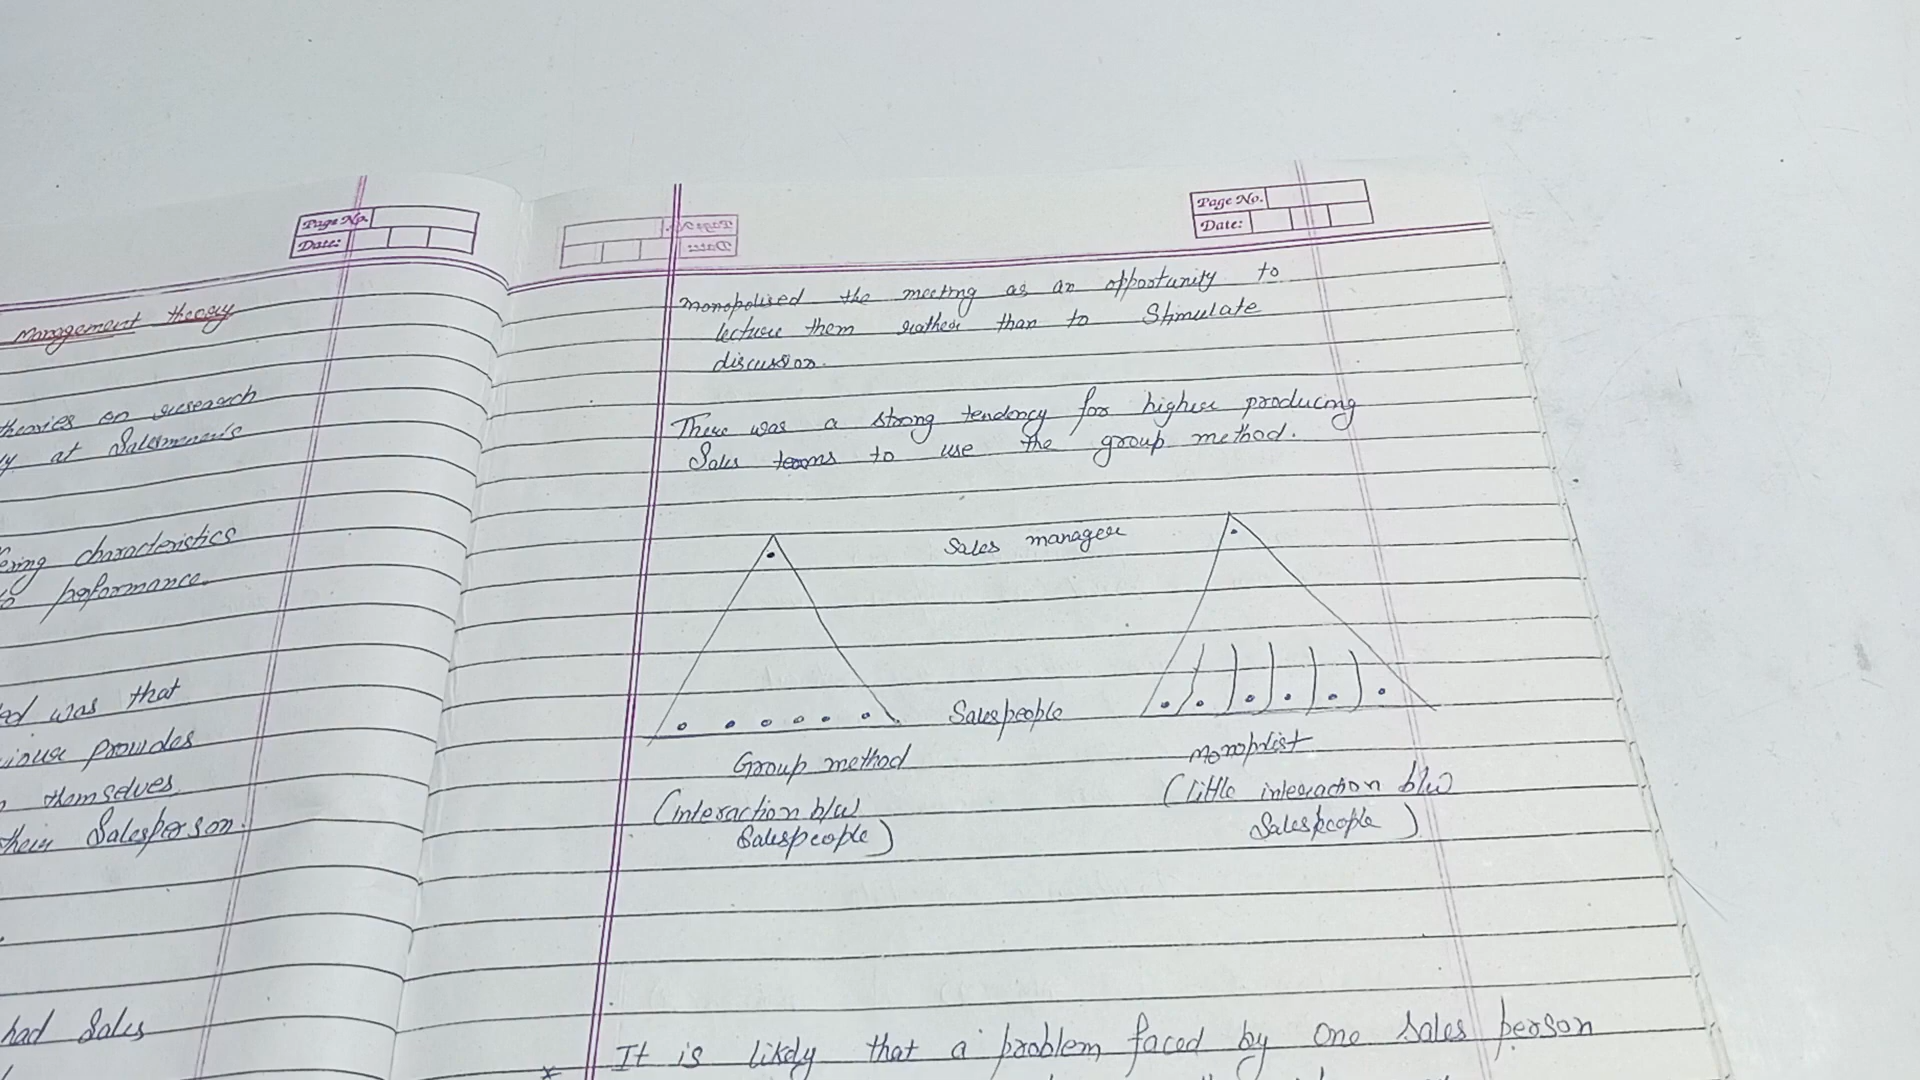 Page No.
Date:
Management theory
theories on research
at Salesmen's
characteristics
performance.
was that
provides
themselves
their Salesperson.
had Sales
Page No.
Date:
monopolised the meeting as an opportunity to
lecture them rather than to Stimulate
discussion.
There was a strong tendency for higher producing
Sales teams to use the group method.
Sales manager
Salespeople
Group method
(interaction b/w
Salespeople)
Monoplist
(little interaction b/w
Salespeople)
* It is likely that a problem faced by one sales person